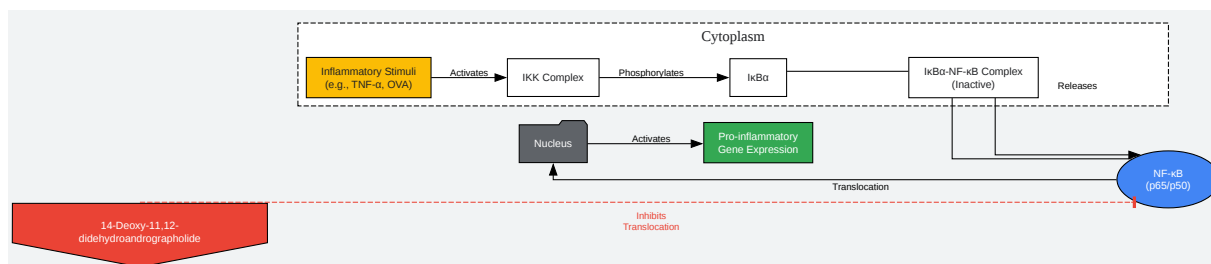 Cytoplasm
Inflammatory Stimuli
(e.g., TNF-α, OVA)
Activates
IKK Complex
Phosphorylates
IκBα
IκBα-NF-κB Complex
(Inactive)
Releases
Nucleus
Activates
Pro-inflammatory
Gene Expression
NF-κB
(p65/p50)
Translocation
14-Deoxy-11,12-
didehydroandrographolide
Inhibits
Translocation